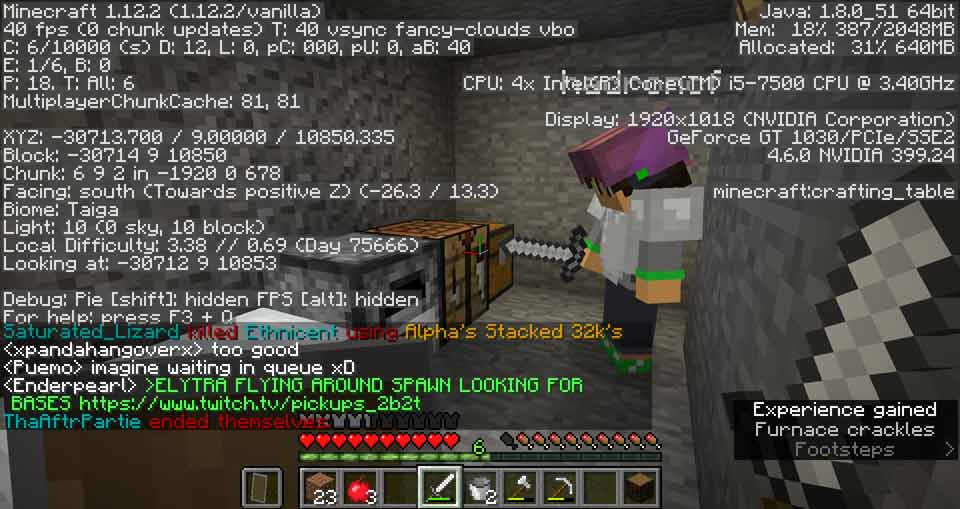 Minecraft 1.12.2 (1.12.2/vanilla)
40 fps (0 chunk updates) T: 40 vsync fancy-clouds vbo
C: 6/10000 (s) D: 12, L: 0, pC: 000, pU: 0, aB: 40
E: 1/6, B: 0
P: 18. T: All: 6
MultiplayerChunkCache: 81, 81
XYZ: -30713.700 / 9.00000 / 10850.335
Block: -30714 9 10850
Chunk: 6 9 2 in -1920 0 678
Facing: south (Towards positive Z) (-26.3 / 13.3)
Biome: Taiga
Light: 10 (0 sky, 10 block)
Local Difficulty: 3.38 // 0.69 (Day 75666)
Looking at: -30712 9 10853
Debug: Pie [shift]: hidden FPS [alt]: hidden
For help: press F3 + Q
Java: 1.8.0_51 64bit
Mem: 18% 387/2048MB
Allocated: 31% 640MB
CPU: 4x Intel(R) Core(TM) i5-7500 CPU @ 3.40GHz
Display: 1920x1018 (NVIDIA Corporation)
GeForce GT 1030/PCIe/SSE2
4.6.0 NVIDIA 399.24
minecraft:crafting_table
Saturated_Lizard killed Ethnicent using Alpha's Stacked 32k's
<xpandahangoverx> too good
<Puemo> imagine waiting in queue xD
<Enderpearl> >ELYTRA FLYING AROUND SPAWN LOOKING FOR
BASES https://www.twitch.tv/pickups_2b2t
ThaAftrPartie ended themselves
Experience gained
Furnace crackles
Footsteps >
6
23
3
2